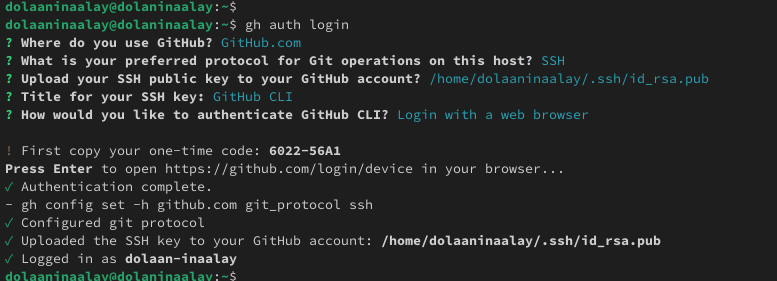 dolaaninaalay@dolaninaalay:~$
dolaaninaalay@dolaninaalay:~$ gh auth login
? Where do you use GitHub? GitHub.com
? What is your preferred protocol for Git operations on this host? SSH
? Upload your SSH public key to your GitHub account? /home/dolaaninaalay/.ssh/id_rsa.pub
? Title for your SSH key: GitHub CLI
? How would you like to authenticate GitHub CLI? Login with a web browser
! First copy your one-time code: 6022-56A1
Press Enter to open https://github.com/login/device in your browser...
✓ Authentication complete.
- gh config set -h github.com git_protocol ssh
✓ Configured git protocol
✓ Uploaded the SSH key to your GitHub account: /home/dolaaninaalay/.ssh/id_rsa.pub
✓ Logged in as dolaan-inaalay
dolaaninaalay@dolaninaalay:~$